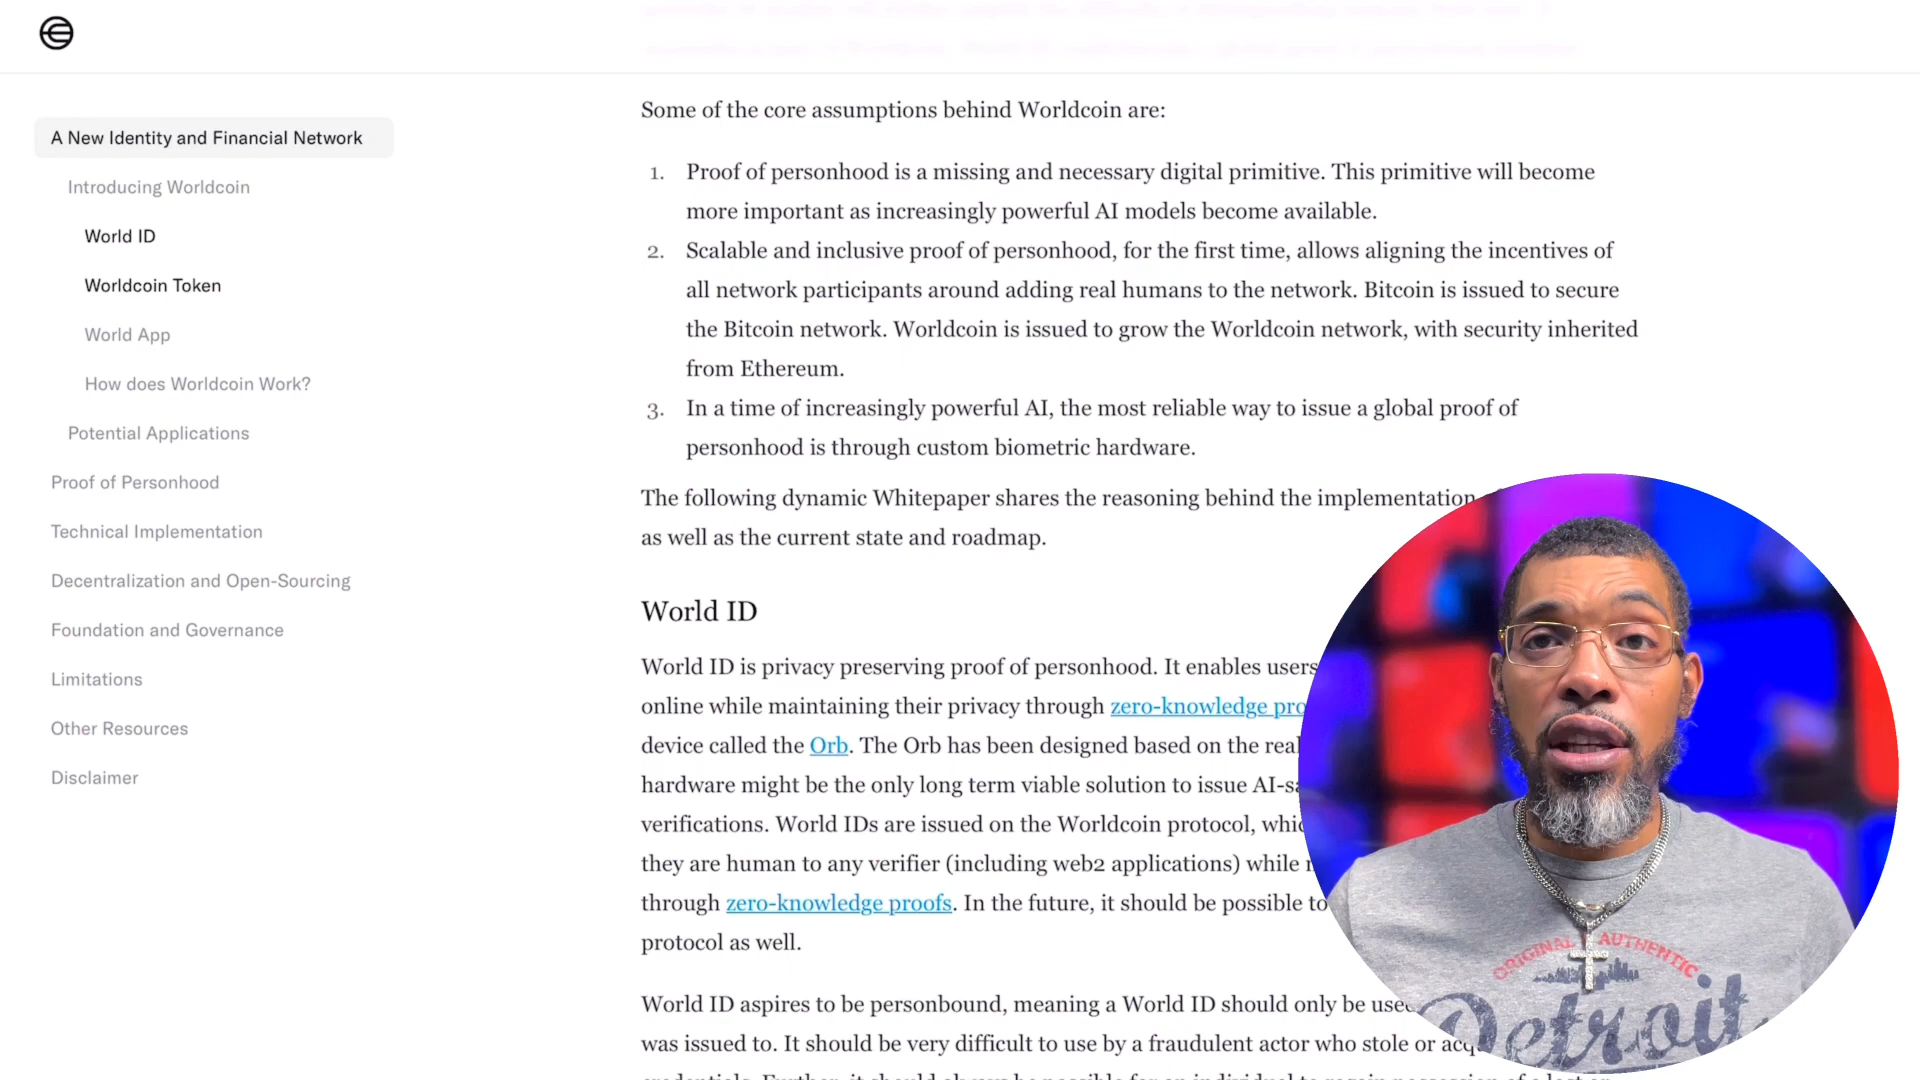 A New Identity and Financial Network
Introducing Worldcoin
World ID
Worldcoin Token
World App
How does Worldcoin Work?
Potential Applications
Proof of Personhood
Technical Implementation
Decentralization and Open-Sourcing
Foundation and Governance
Limitations
Other Resources
Disclaimer
Some of the core assumptions behind Worldcoin are:
1. Proof of personhood is a missing and necessary digital primitive. This primitive will become
more important as increasingly powerful AI models become available.
2. Scalable and inclusive proof of personhood, for the first time, allows aligning the incentives of
all network participants around adding real humans to the network. Bitcoin is issued to secure
the Bitcoin network. Worldcoin is issued to grow the Worldcoin network, with security inherited
from Ethereum.
3. In a time of increasingly powerful AI, the most reliable way to issue a global proof of
personhood is through custom biometric hardware.
The following dynamic Whitepaper shares the reasoning behind the implementation
as well as the current state and roadmap.
World ID
World ID is privacy preserving proof of personhood. It enables users
online while maintaining their privacy through zero-knowledge
device called the Orb. The Orb has been designed based on the
hardware might be the only long term viable solution to issue
verifications. World IDs are issued on the Worldcoin protocol,
they are human to any verifier (including web2 applications) while
through zero-knowledge proofs. In the future, it should be possible to
protocol as well.
World ID aspires to be personbound, meaning a World ID should only be
was issued to. It should be very difficult to use by a fraudulent actor who stole or
ORIGINAL AUTHENTIC
Detroit